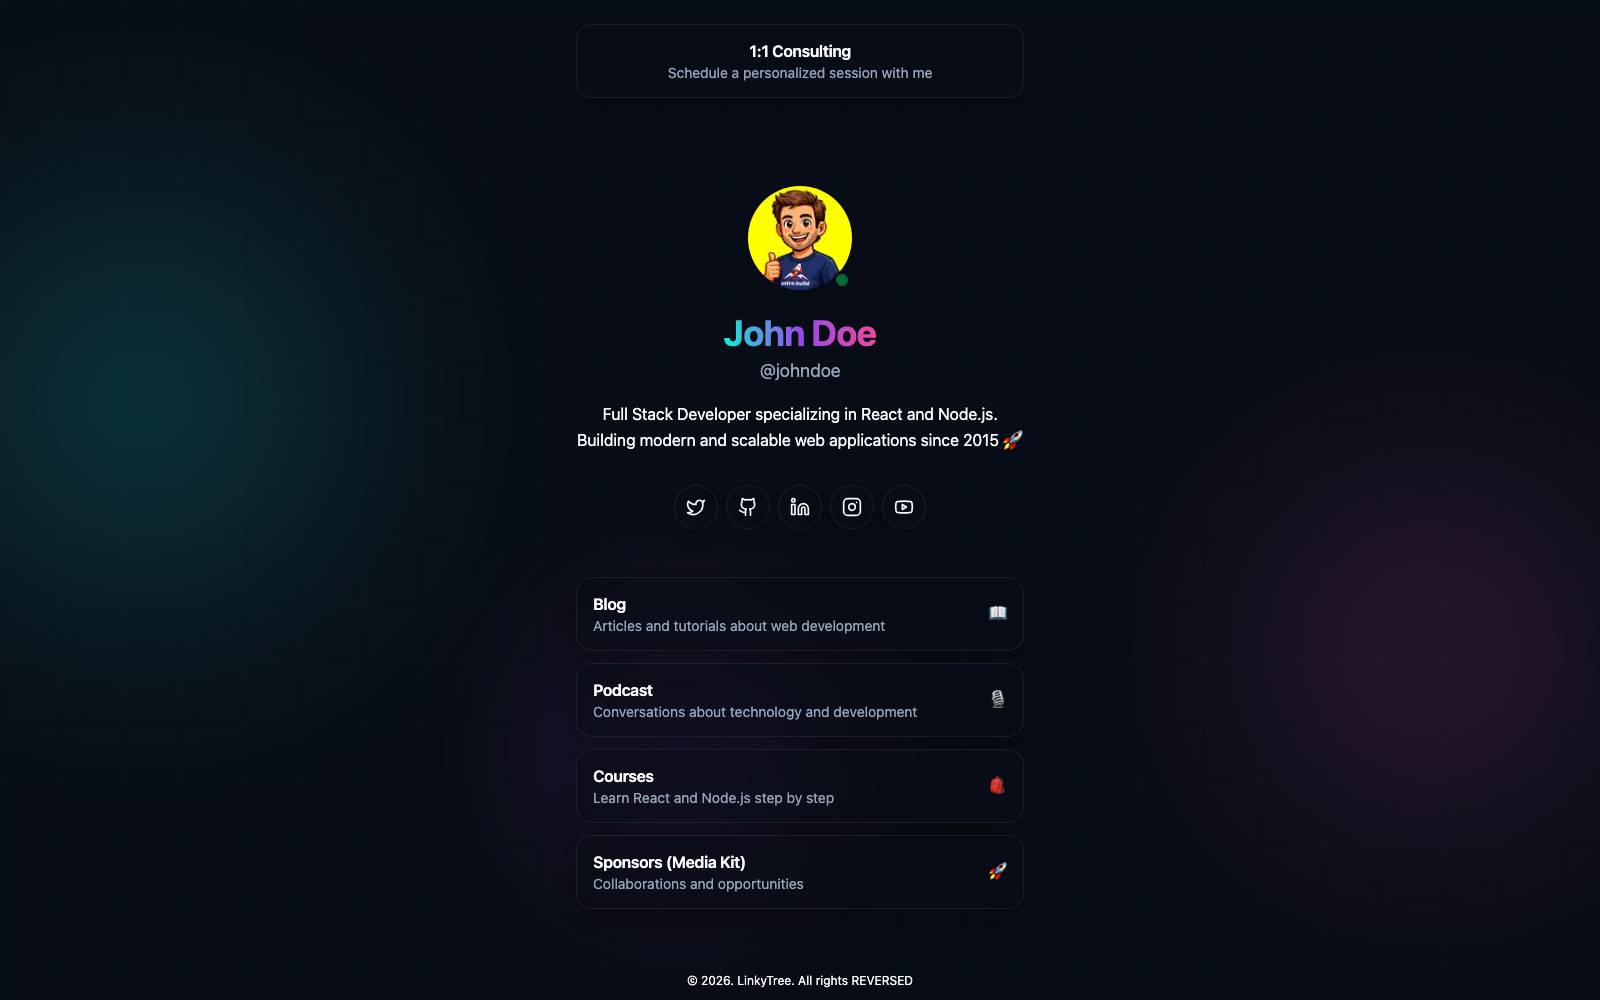 1:1 Consulting
Schedule a personalized session with me
astro.build
John Doe
@johndoe
Full Stack Developer specializing in React and Node.js.
Building modern and scalable web applications since 2015 🚀
Blog
Articles and tutorials about web development
Podcast
Conversations about technology and development
Courses
Learn React and Node.js step by step
Sponsors (Media Kit)
Collaborations and opportunities
© 2026. LinkyTree. All rights REVERSED